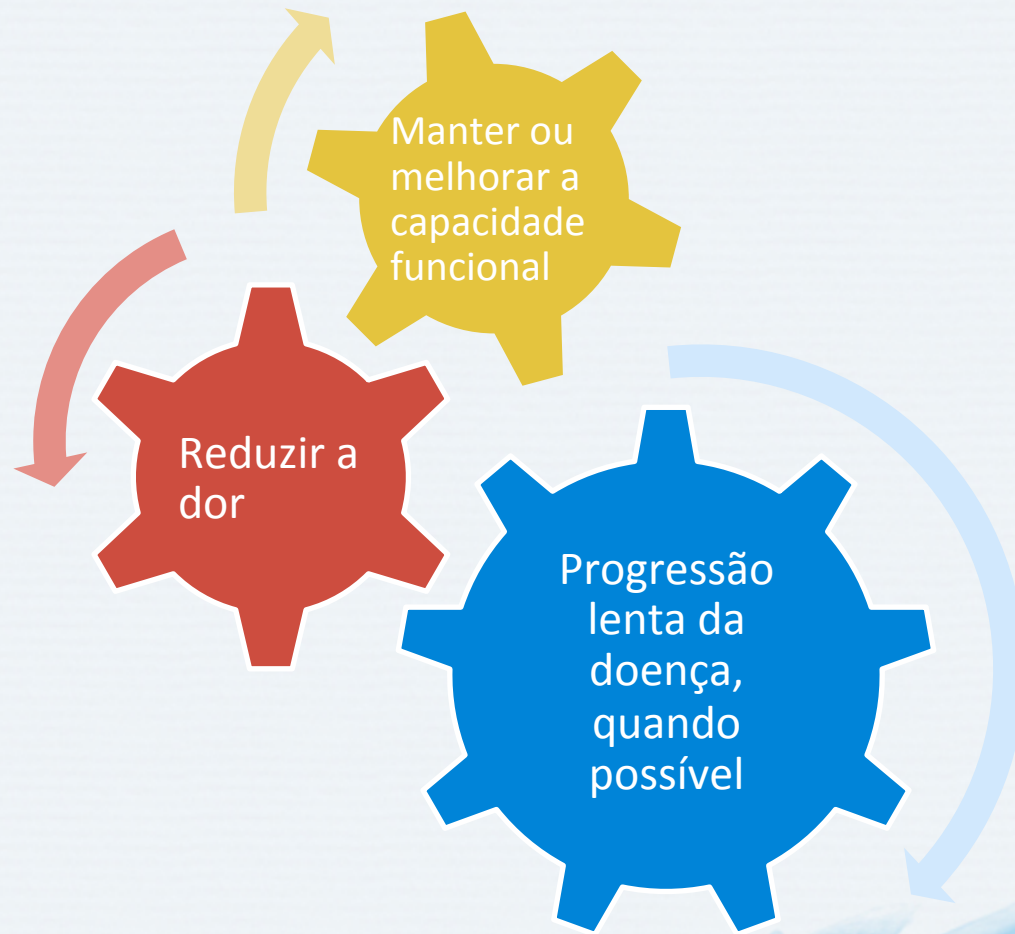 Manter ou
melhorar a
capacidade
funcional
Reduzir a
dor
Progressão
lenta da
doença,
quando
possível